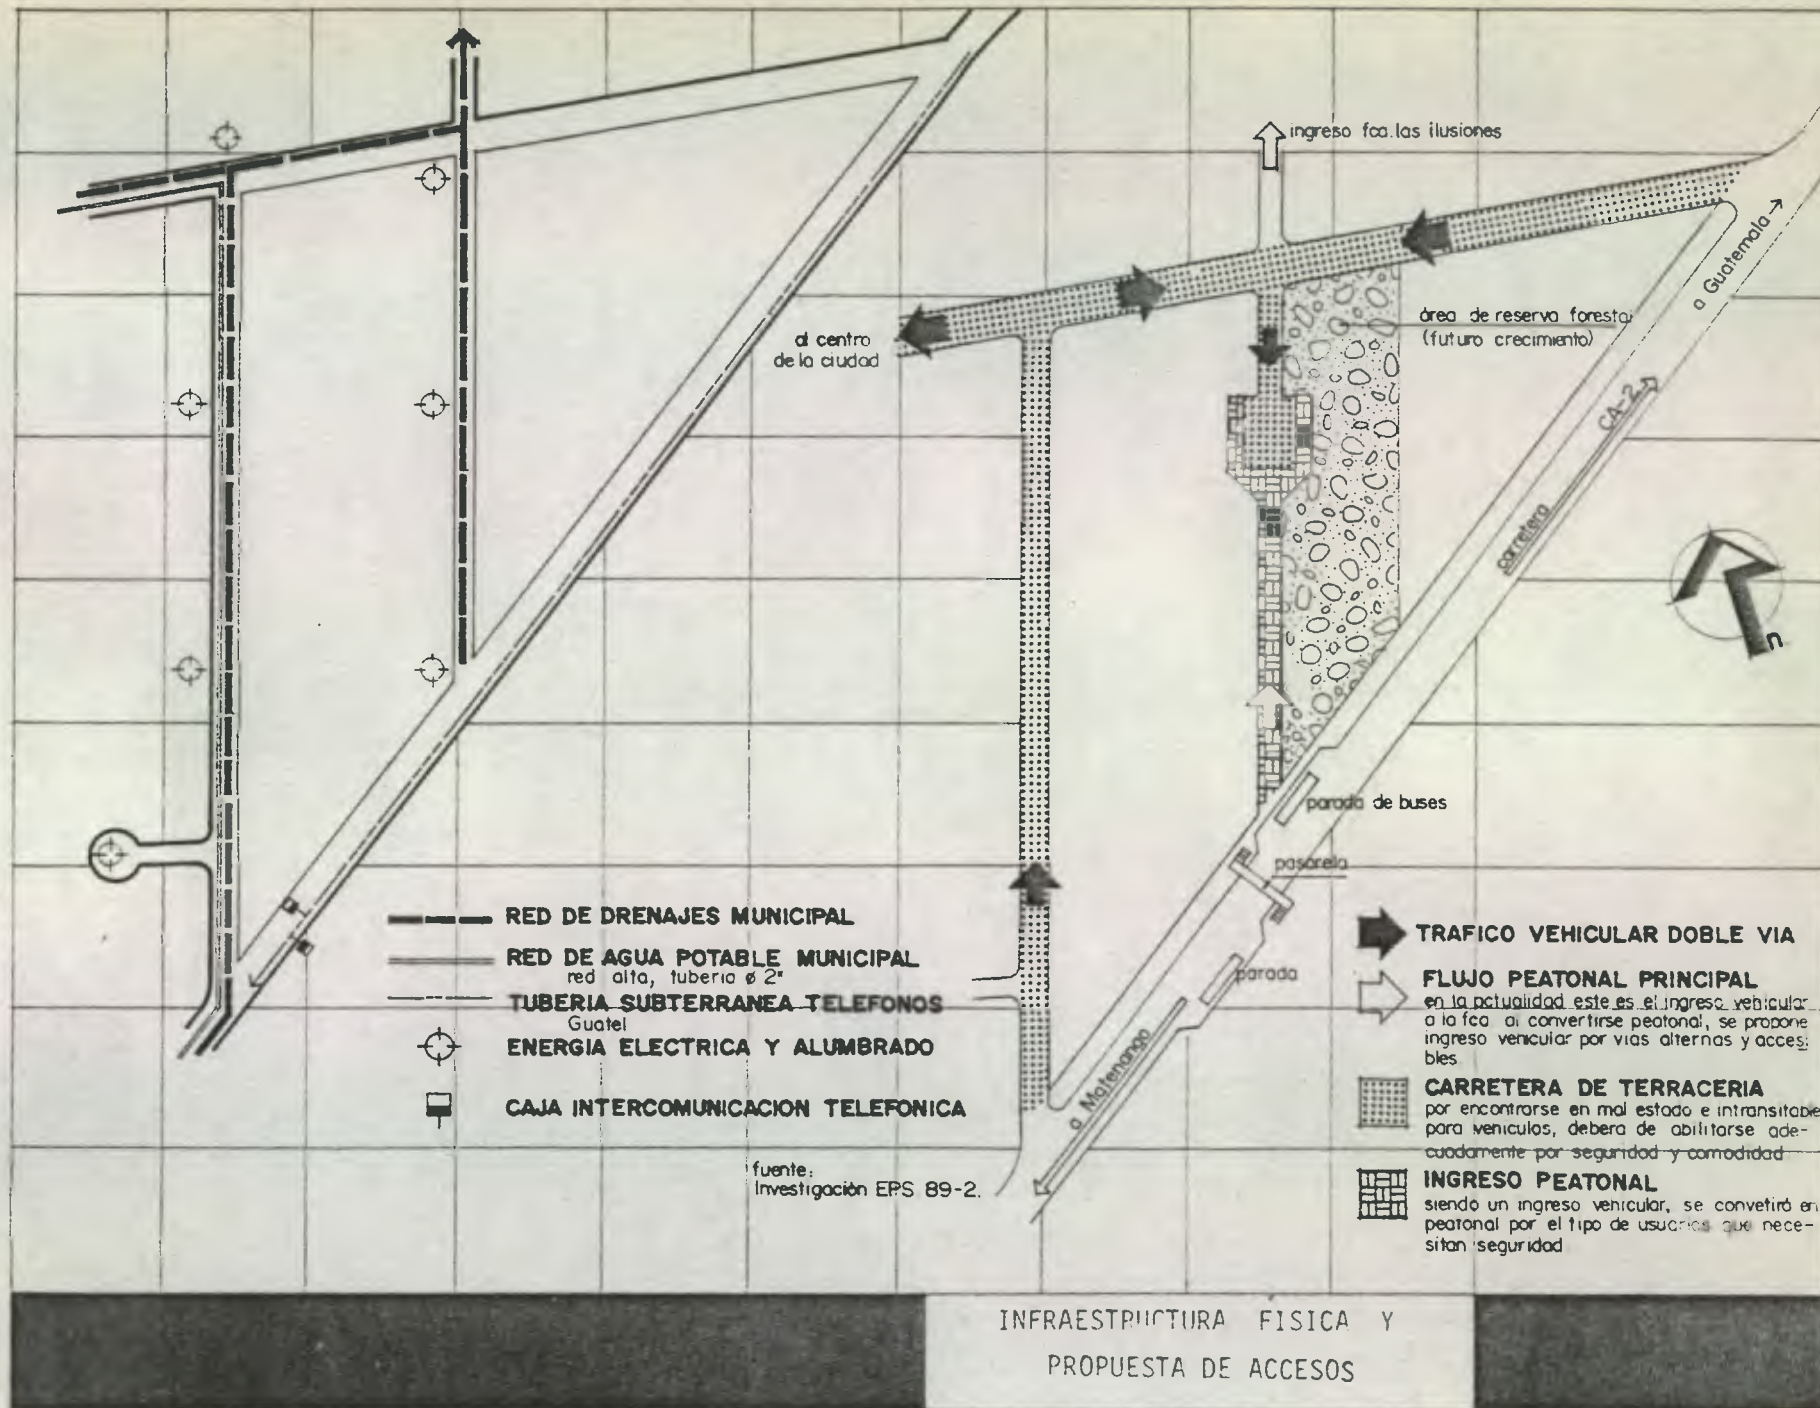 ingreso fca. las ilusiones
a Guatemala
al centro
de la ciudad
área de reserva foresta
(futuro crecimiento)
CA-2
carretera
n
parada de buses
pasarela
parada
a Matenango
RED DE DRENAJES MUNICIPAL
RED DE AGUA POTABLE MUNICIPAL
red alta, tuberia ø 2"
TUBERIA SUBTERRANEA TELEFONOS
Guatel
ENERGIA ELECTRICA Y ALUMBRADO
CAJA INTERCOMUNICACION TELEFONICA
fuente:
Investigación EPS 89-2.
TRAFICO VEHICULAR DOBLE VIA
FLUJO PEATONAL PRINCIPAL
en la actualidad este es el ingreso vehicular
a la fca al convertirse peatonal, se propone
ingreso vehicular por vias alternas y accesi
bles
CARRETERA DE TERRACERIA
por encontrarse en mal estado e intransitable
para vehiculos, debera de abilitarse ade-
cuadamente por seguridad y comodidad
INGRESO PEATONAL
siendo un ingreso vehicular, se convetirá en
peatonal por el tipo de usuarios que nece-
sitan seguridad
INFRAESTRUCTURA FISICA Y
PROPUESTA DE ACCESOS